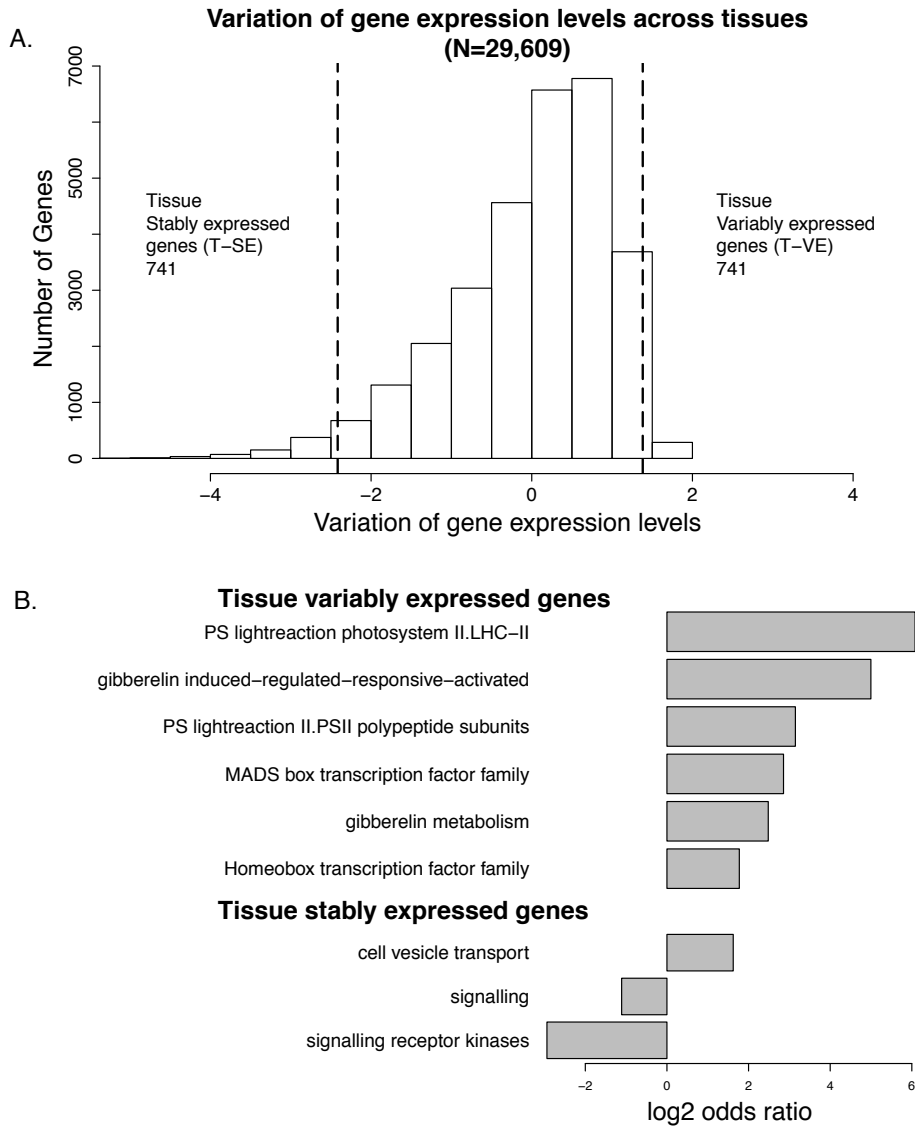 A.
Variation of gene expression levels across tissues
(N=29,609)
Number of Genes
7000
5000
3000
1000
0
Tissue
Stably expressed
genes (T−SE)
741
Tissue
Variably expressed
genes (T−VE)
741
−4 −2 0 2 4
Variation of gene expression levels
B.
Tissue variably expressed genes
PS lightreaction photosystem II.LHC−II
gibberelin induced−regulated−responsive−activated
PS lightreaction II.PSII polypeptide subunits
MADS box transcription factor family
gibberelin metabolism
Homeobox transcription factor family
Tissue stably expressed genes
cell vesicle transport
signalling
signalling receptor kinases
−2 0 2 4 6
log2 odds ratio